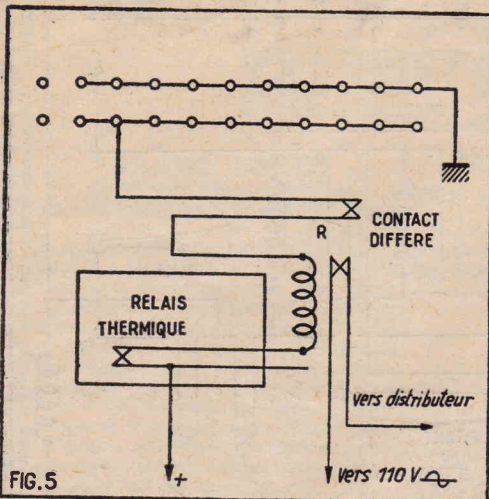 CONTACT
DIFFERE
R
RELAIS
THERMIQUE
vers distributeur
+
vers 110 V
FIG.5